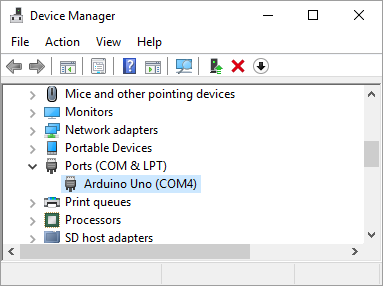 Device Manager
File Action View Help
Mice and other pointing devices
Monitors
Network adapters
Portable Devices
Ports (COM & LPT)
Arduino Uno (COM4)
Print queues
Processors
SD host adapters